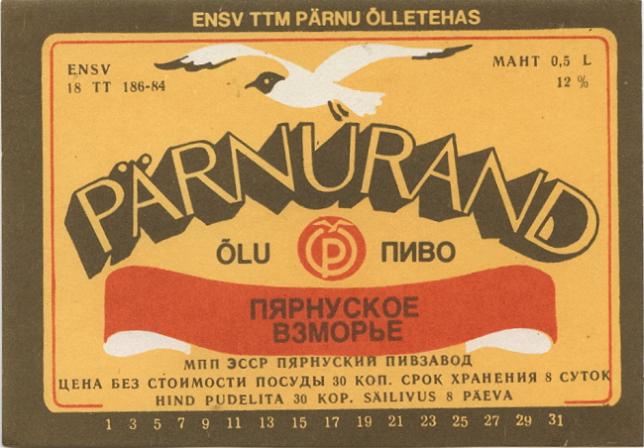 ENSV TTM PÄRNU ÕLLETEHAS
ENSV
18 TT 186-84
MAHT 0,5 L
12 %
PÄRNURAND
ÕLU P ПИВО
ПЯРНУСКОЕ
ВЗМОРЬЕ
МПП ЭССР ПЯРНУСКИЙ ПИВЗАВОД
ЦЕНА БЕЗ СТОИМОСТИ ПОСУДЫ 30 КОП. СРОК ХРАНЕНИЯ 8 СУТОК
HIND PUDELITA 30 KOP. SÄILIVUS 8 PÄEVA
1 3 5 7 9 11 13 15 17 19 21 23 25 27 29 31